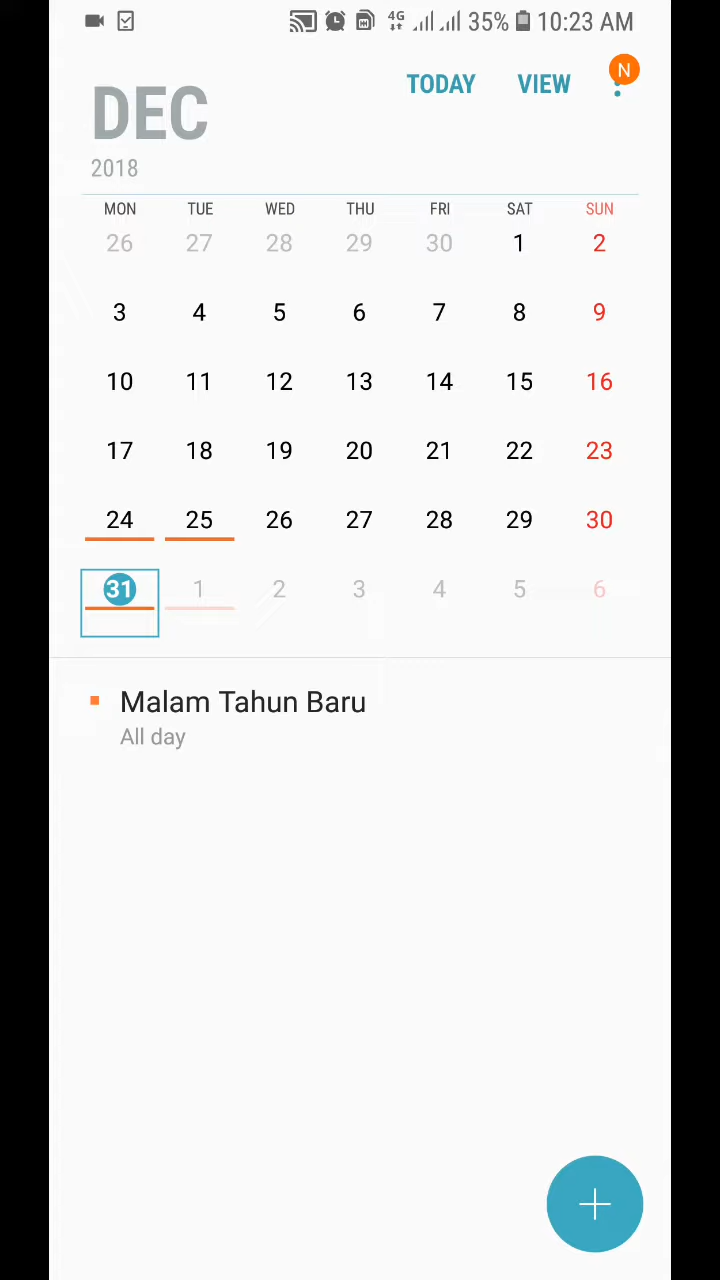 4G 35% 10:23 AM
TODAY VIEW N
DEC
2018
MON TUE WED THU FRI SAT SUN
26 27 28 29 30 1 2
3 4 5 6 7 8 9
10 11 12 13 14 15 16
17 18 19 20 21 22 23
24 25 26 27 28 29 30
31 1 2 3 4 5 6
Malam Tahun Baru
All day